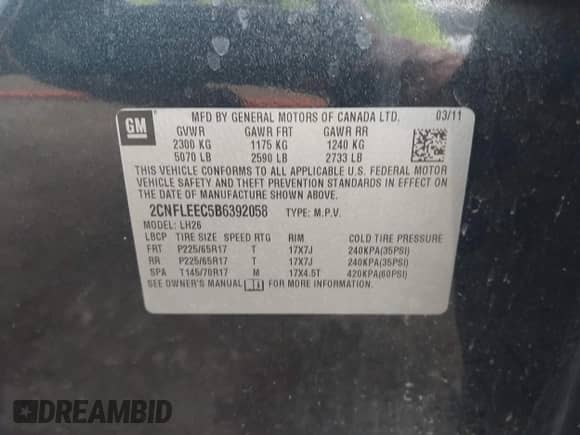 GM
MFD BY GENERAL MOTORS OF CANADA LTD. 03/11
GVWR GAWR FRT GAWR RR
2300 KG 1175 KG 1240 KG
5070 LB 2590 LB 2733 LB
THIS VEHICLE CONFORMS TO ALL APPLICABLE U.S. FEDERAL MOTOR
VEHICLE SAFETY AND THEFT PREVENTION STANDARDS IN EFFECT ON
THE DATE OF MANUFACTURE SHOWN ABOVE.
2CNFLEEC5B6392058 TYPE: M.P.V.
MODEL: LH26
LBCP TIRE SIZE SPEED RTG RIM COLD TIRE PRESSURE
FRT P225/65R17 T 17X7J 240KPA(35PSI)
RR P225/65R17 T 17X7J 240KPA(35PSI)
SPA T145/70R17 M 17X4.5T 420KPA(60PSI)
SEE OWNER'S MANUAL FOR MORE INFORMATION.
DREAMBID